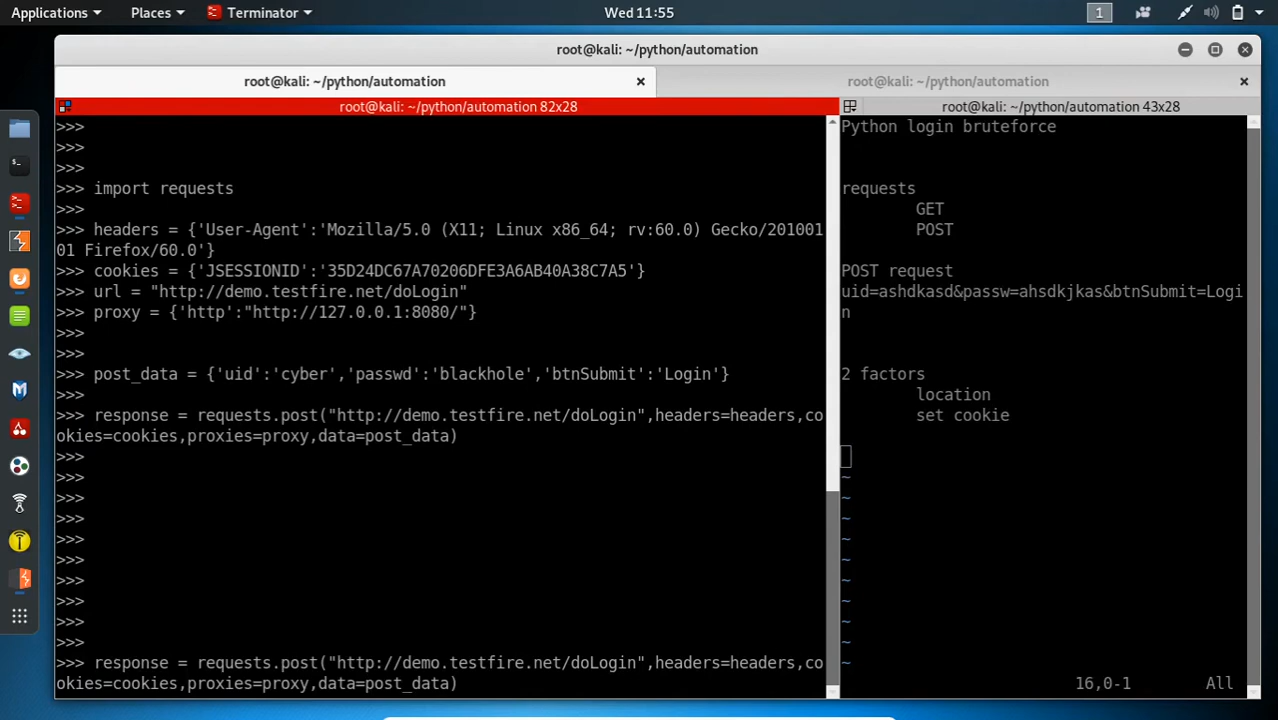 Applications Places Terminator Wed 11:55 1
root@kali: ~/python/automation
root@kali: ~/python/automation root@kali: ~/python/automation
root@kali: ~/python/automation 82x28
>>>
>>>
>>>
>>> import requests
>>>
>>> headers = {'User-Agent':'Mozilla/5.0 (X11; Linux x86_64; rv:60.0) Gecko/201001
01 Firefox/60.0'}
>>> cookies = {'JSESSIONID':'35D24DC67A70206DFE3A6AB40A38C7A5'}
>>> url = "http://demo.testfire.net/doLogin"
>>> proxy = {'http':"http://127.0.0.1:8080/"}
>>>
>>>
>>> post_data = {'uid':'cyber','passwd':'blackhole','btnSubmit':'Login'}
>>>
>>> response = requests.post("http://demo.testfire.net/doLogin",headers=headers,co
okies=cookies,proxies=proxy,data=post_data)
>>>
>>>
>>>
>>>
>>>
>>>
>>>
>>>
>>>
>>>
>>> response = requests.post("http://demo.testfire.net/doLogin",headers=headers,co
okies=cookies,proxies=proxy,data=post_data)
root@kali: ~/python/automation 43x28
Python login bruteforce
requests
GET
POST
POST request
uid=ashdkasd&passw=ahsdkjkas&btnSubmit=Logi
n
2 factors
location
set cookie
~
~
~
~
~
~
~
~
~
~
16,0-1 All